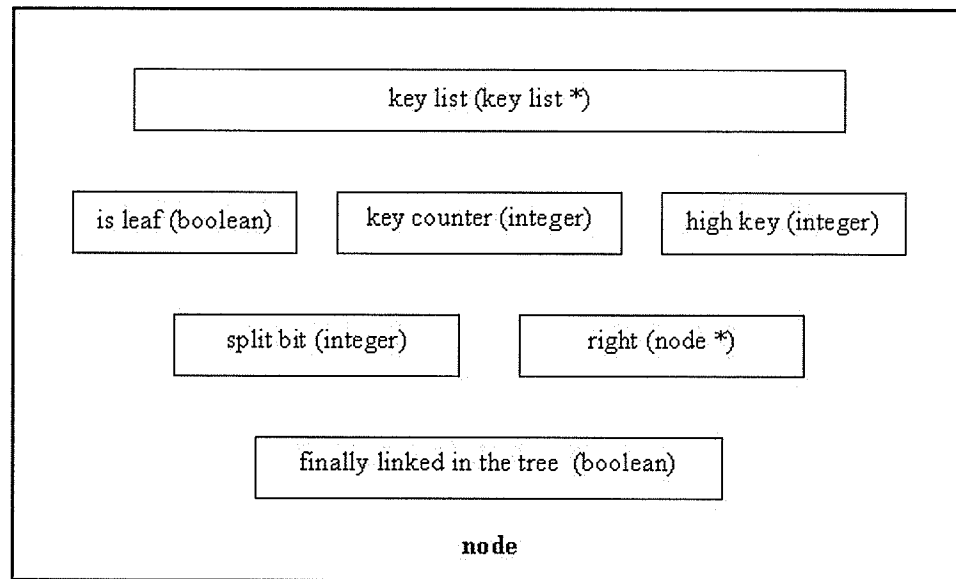 key list (key list *)
is leaf (boolean)
key counter (integer)
high key (integer)
split bit (integer)
right (node *)
finally linked in the tree (boolean)
node